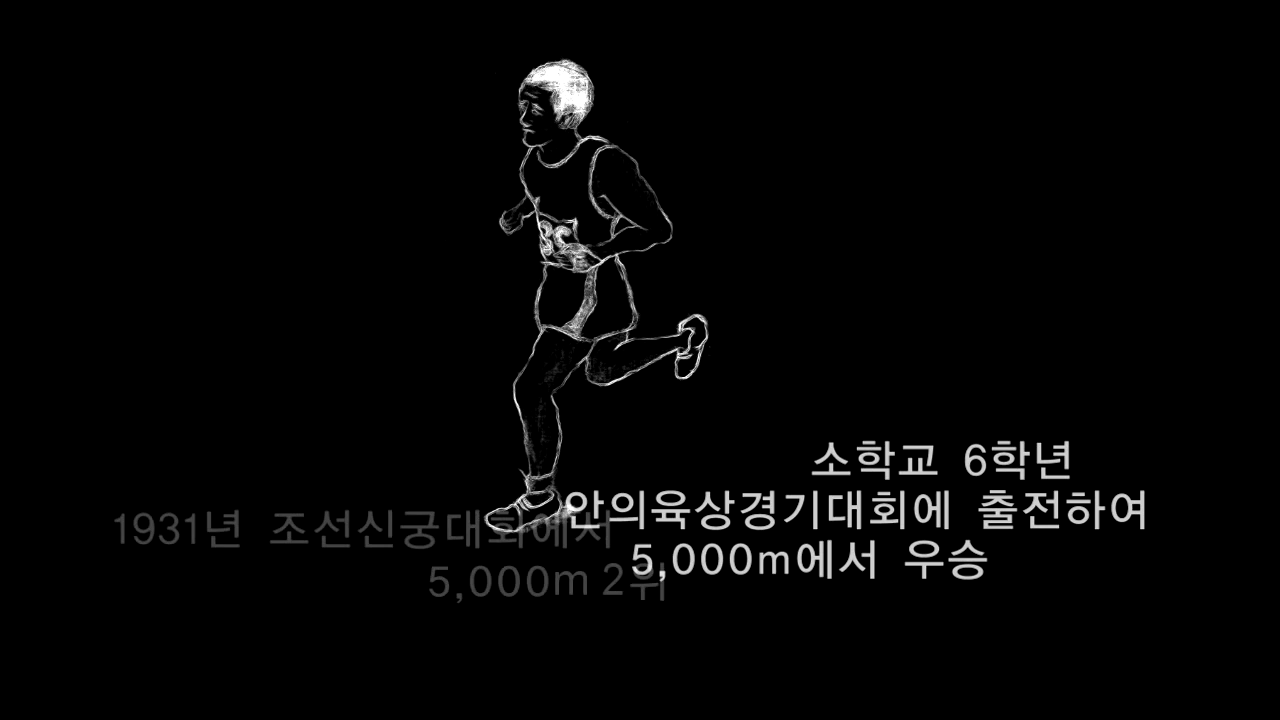 소학교 6학년
안의육상경기대회에 출전하여
5,000m에서 우승
1931년 조선신궁대회에서
5,000m 2위